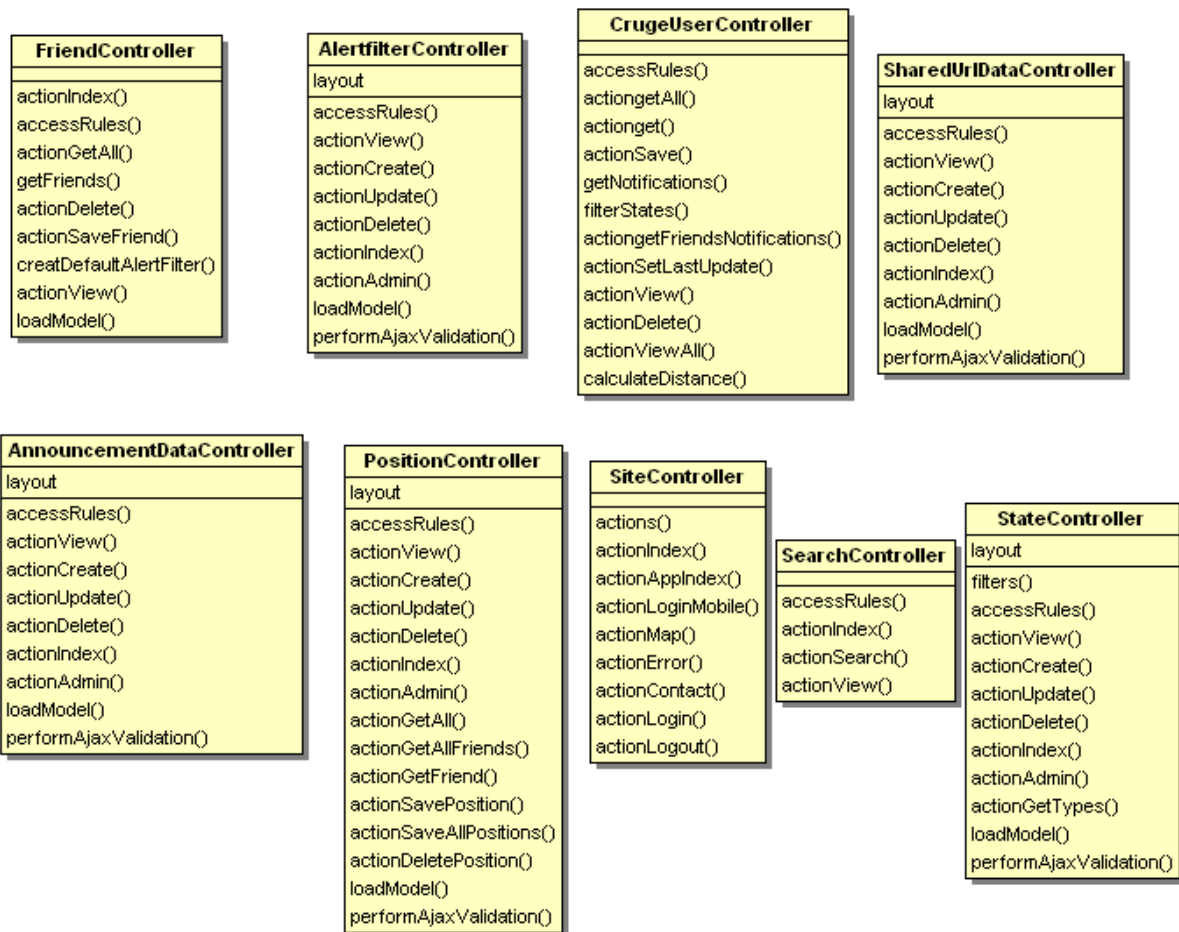 FriendController
actionIndex()
accessRules()
actionGetAll()
getFriends()
actionDelete()
actionSaveFriend()
creatDefaultAlertFilter()
actionView()
loadModel()
AlertfilterController
layout
accessRules()
actionView()
actionCreate()
actionUpdate()
actionDelete()
actionIndex()
actionAdmin()
loadModel()
performAjaxValidation()
CrugeUserController
accessRules()
actiongetAll()
actionget()
actionSave()
getNotifications()
filterStates()
actiongetFriendsNotifications()
actionSetLastUpdate()
actionView()
actionDelete()
actionViewAll()
calculateDistance()
SharedUrlDataController
layout
accessRules()
actionView()
actionCreate()
actionUpdate()
actionDelete()
actionIndex()
actionAdmin()
loadModel()
performAjaxValidation()
AnnouncementDataController
layout
accessRules()
actionView()
actionCreate()
actionUpdate()
actionDelete()
actionIndex()
actionAdmin()
loadModel()
performAjaxValidation()
PositionController
layout
accessRules()
actionView()
actionCreate()
actionUpdate()
actionDelete()
actionIndex()
actionAdmin()
actionGetAll()
actionGetAllFriends()
actionGetFriend()
actionSavePosition()
actionSaveAllPositions()
actionDeletePosition()
loadModel()
performAjaxValidation()
SiteController
actions()
actionIndex()
actionAppIndex()
actionLoginMobile()
actionMap()
actionError()
actionContact()
actionLogin()
actionLogout()
SearchController
accessRules()
actionIndex()
actionSearch()
actionView()
StateController
layout
filters()
accessRules()
actionView()
actionCreate()
actionUpdate()
actionDelete()
actionIndex()
actionAdmin()
actionGetTypes()
loadModel()
performAjaxValidation()